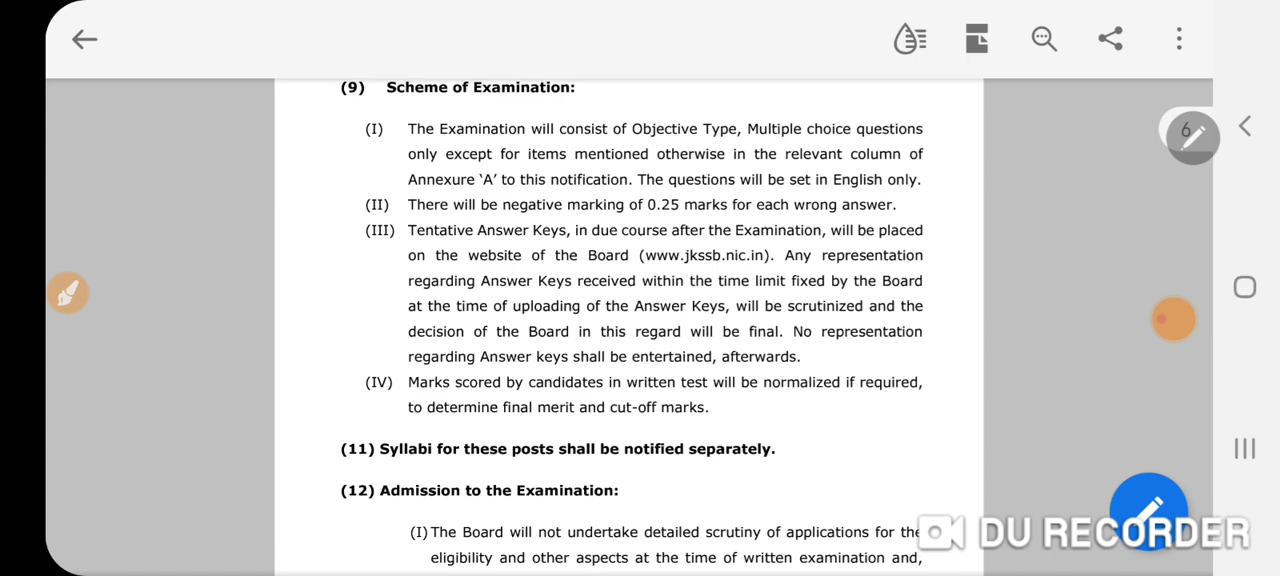 (9) Scheme of Examination:
6
(I) The Examination will consist of Objective Type, Multiple choice questions
only except for items mentioned otherwise in the relevant column of
Annexure ‘A’ to this notification. The questions will be set in English only.
(II) There will be negative marking of 0.25 marks for each wrong answer.
(III) Tentative Answer Keys, in due course after the Examination, will be placed
on the website of the Board (www.jkssb.nic.in). Any representation
regarding Answer Keys received within the time limit fixed by the Board
at the time of uploading of the Answer Keys, will be scrutinized and the
decision of the Board in this regard will be final. No representation
regarding Answer keys shall be entertained, afterwards.
(IV) Marks scored by candidates in written test will be normalized if required,
to determine final merit and cut-off marks.
(11) Syllabi for these posts shall be notified separately.
(12) Admission to the Examination:
(I) The Board will not undertake detailed scrutiny of applications for the
eligibility and other aspects at the time of written examination and,
DU RECORDER